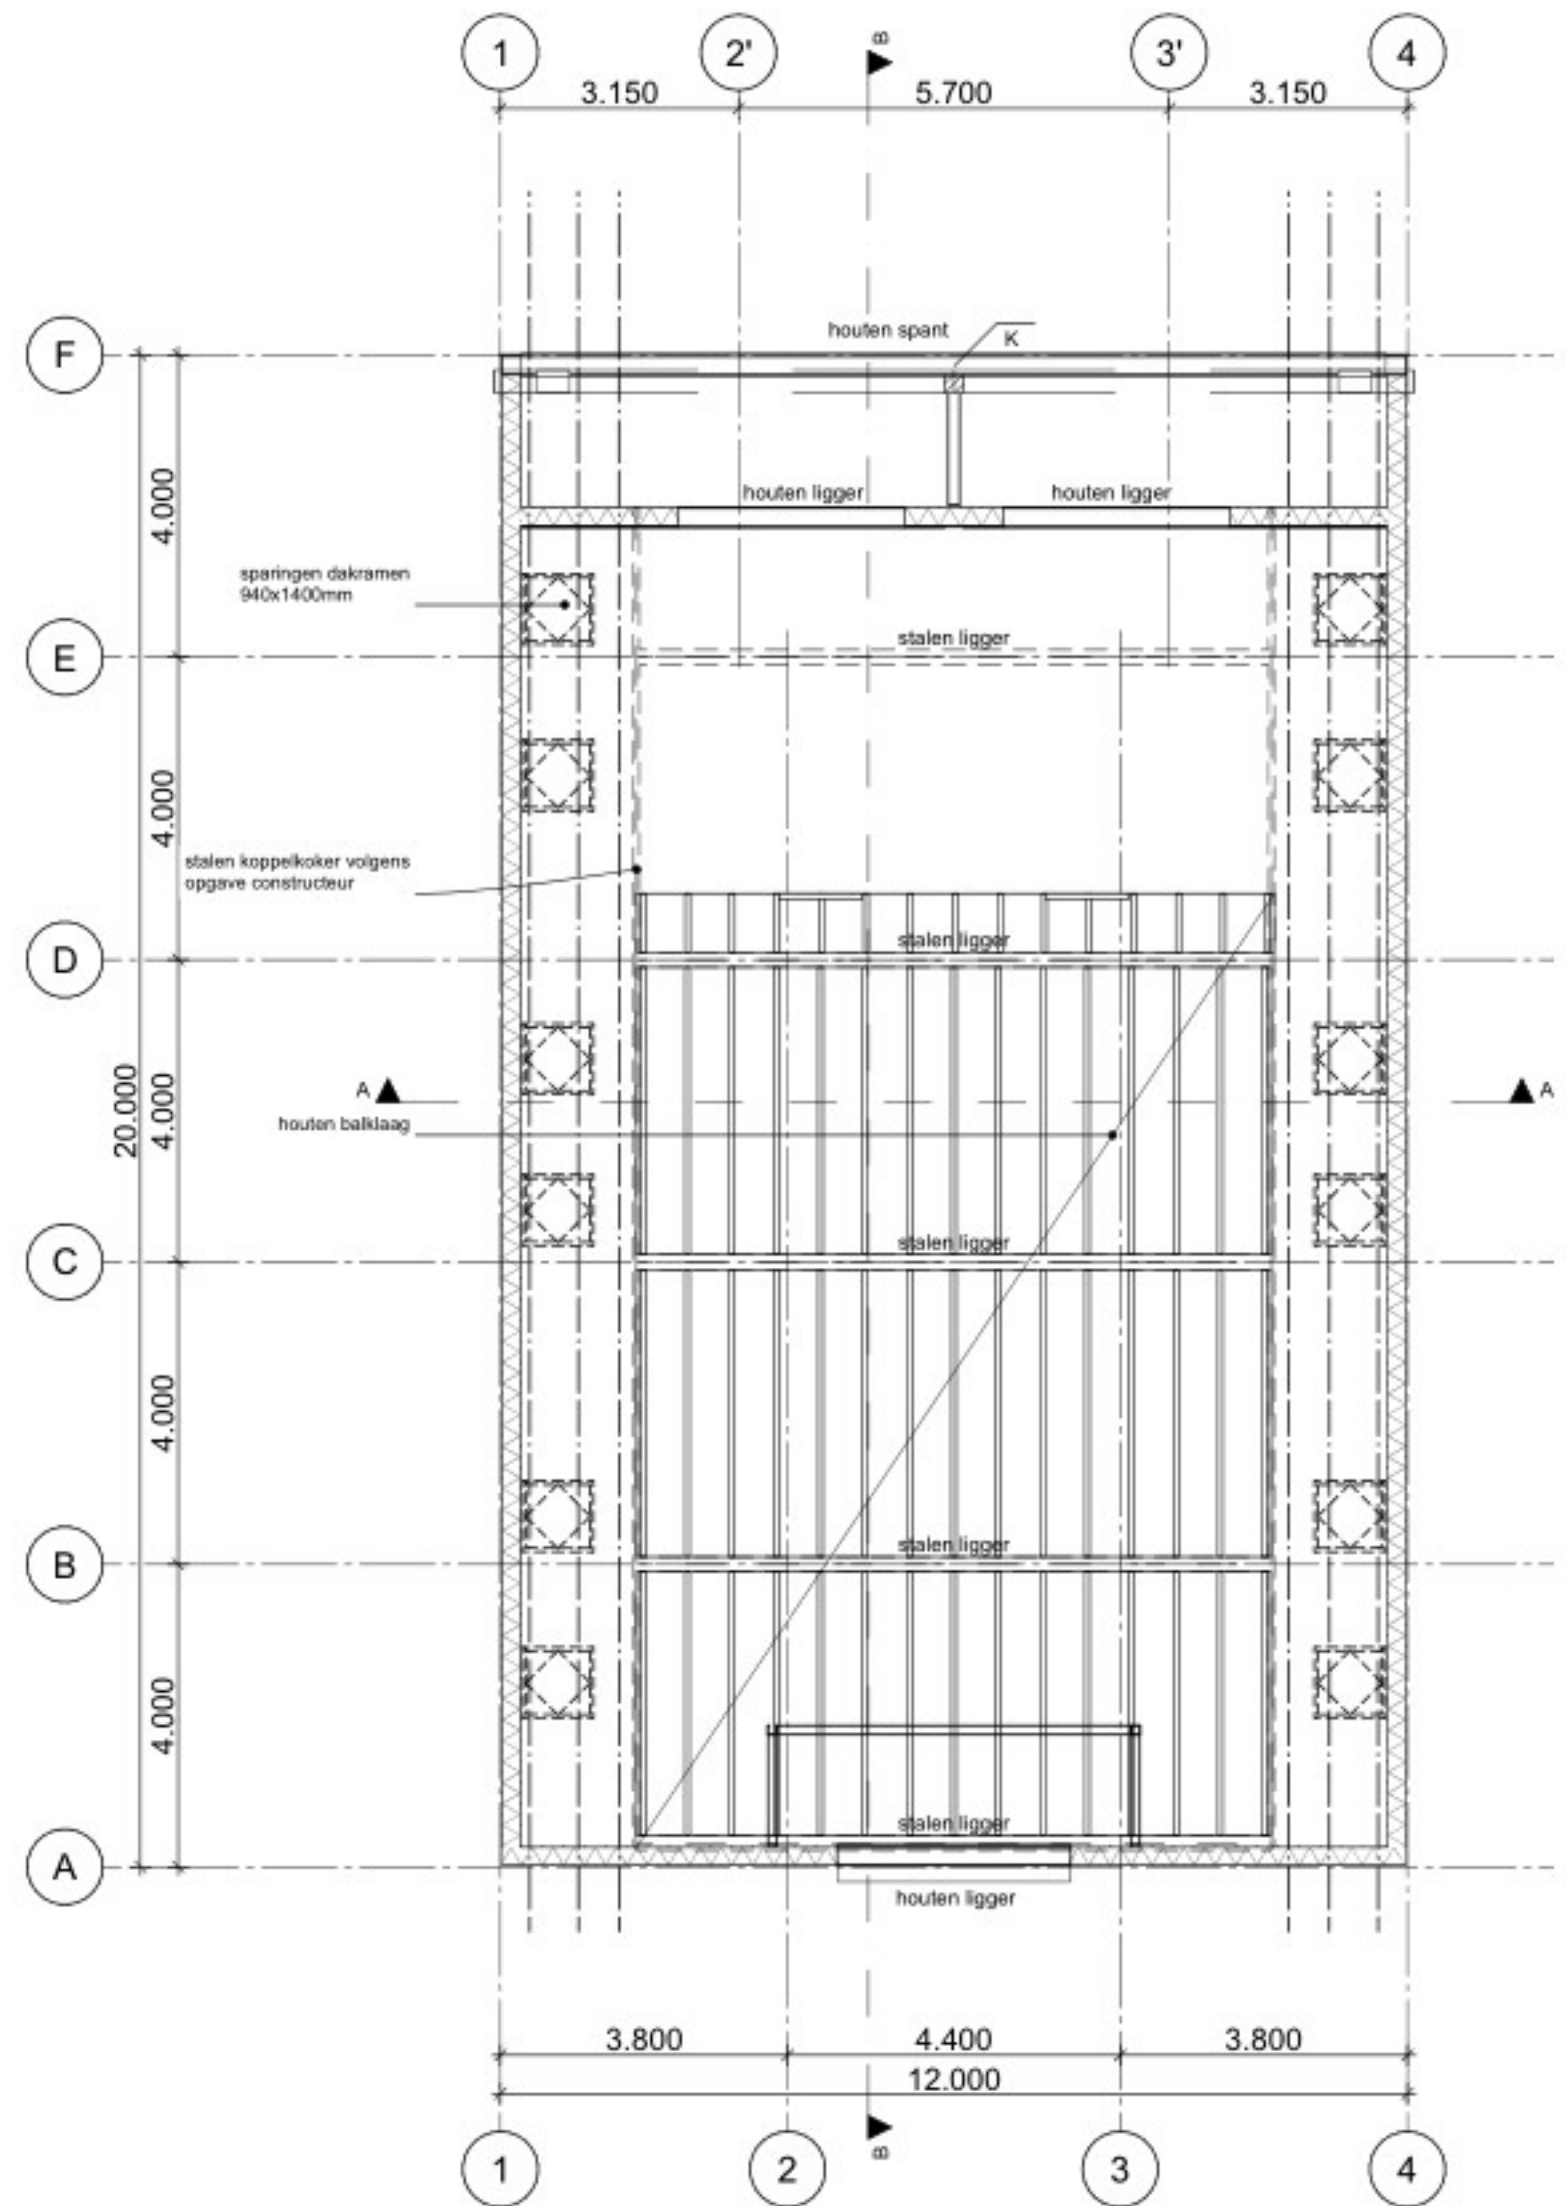 1
2'
3'
4
B
3.150
5.700
3.150
F
houten spant
K
4.000
houten ligger
houten ligger
sparingen dakramen
940x1400mm
E
stalen ligger
4.000
stalen koppelkoker volgens
opgave constructeur
D
stalen ligger
20.000
4.000
A
A
houten balklaag
C
stalen ligger
4.000
B
stalen ligger
4.000
stalen ligger
A
houten ligger
3.800
4.400
3.800
12.000
B
1
2
3
4